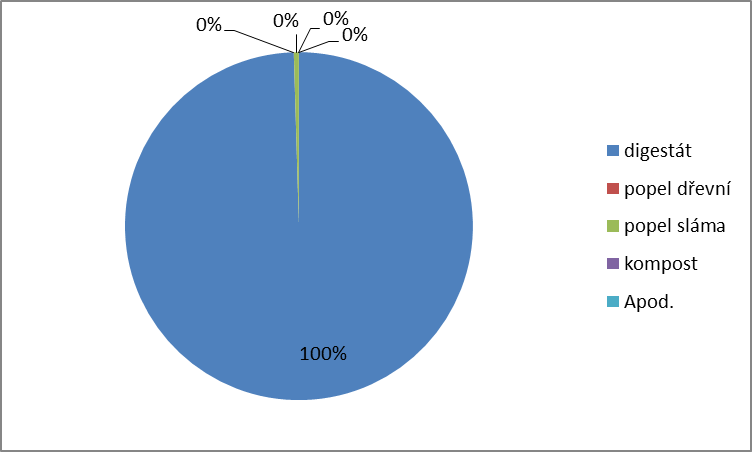 0%
0%
0%
0%
100%
digestát
popel dřevní
popel sláma
kompost
Apod.